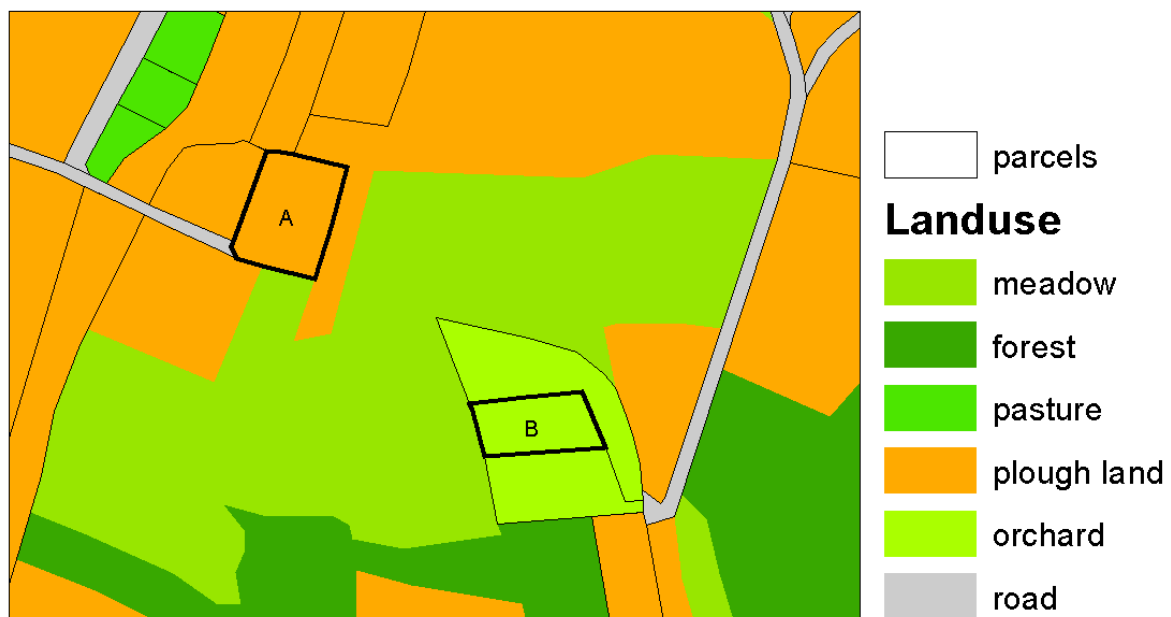 A
B
parcels
Landuse
meadow
forest
pasture
plough land
orchard
road